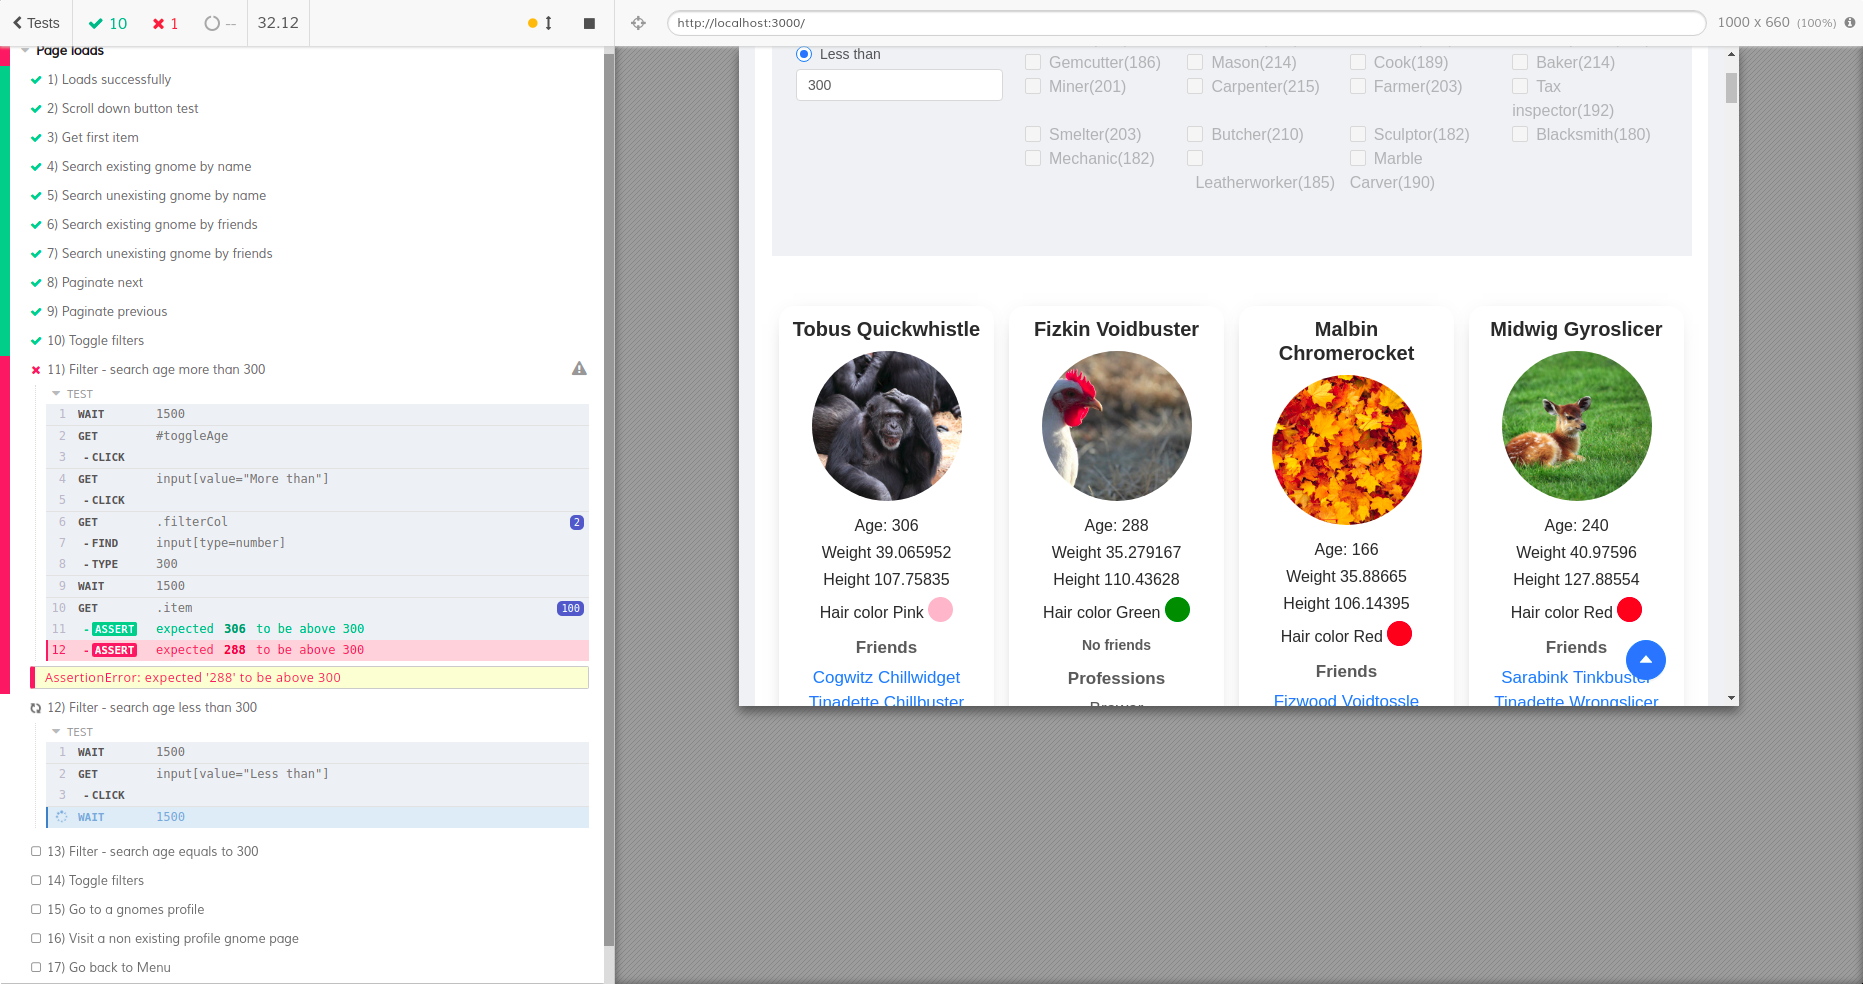 Tests
10
1
--
32.12
http://localhost:3000/
1000 x 660 (100%)
Page loads
1) Loads successfully
2) Scroll down button test
3) Get first item
4) Search existing gnome by name
5) Search unexisting gnome by name
6) Search existing gnome by friends
7) Search unexisting gnome by friends
8) Paginate next
9) Paginate previous
10) Toggle filters
11) Filter - search age more than 300
TEST
1 WAIT 1500
2 GET #toggleAge
3 - CLICK
4 GET input[value="More than"]
5 - CLICK
6 GET .filterCol 2
7 - FIND input[type=number]
8 - TYPE 300
9 WAIT 1500
10 GET .item 100
11 - ASSERT expected 306 to be above 300
12 - ASSERT expected 288 to be above 300
AssertionError: expected '288' to be above 300
12) Filter - search age less than 300
TEST
1 WAIT 1500
2 GET input[value="Less than"]
3 - CLICK
WAIT 1500
13) Filter - search age equals to 300
14) Toggle filters
15) Go to a gnomes profile
16) Visit a non existing profile gnome page
17) Go back to Menu
Less than
300
Gemcutter(186) Mason(214) Cook(189) Baker(214)
Miner(201) Carpenter(215) Farmer(203) Tax
inspector(192)
Smelter(203) Butcher(210) Sculptor(182) Blacksmith(180)
Mechanic(182) Marble
Leatherworker(185) Carver(190)
Tobus Quickwhistle
Age: 306
Weight 39.065952
Height 107.75835
Hair color Pink
Friends
Cogwitz Chillwidget
Tinadette Chillbuster
Fizkin Voidbuster
Age: 288
Weight 35.279167
Height 110.43628
Hair color Green
No friends
Professions
Brewer
Malbin
Chromerocket
Age: 166
Weight 35.88665
Height 106.14395
Hair color Red
Friends
Fizwood Voidtossle
Midwig Gyroslicer
Age: 240
Weight 40.97596
Height 127.88554
Hair color Red
Friends
Sarabink Tinkbuster
Tinadette Wrongslicer